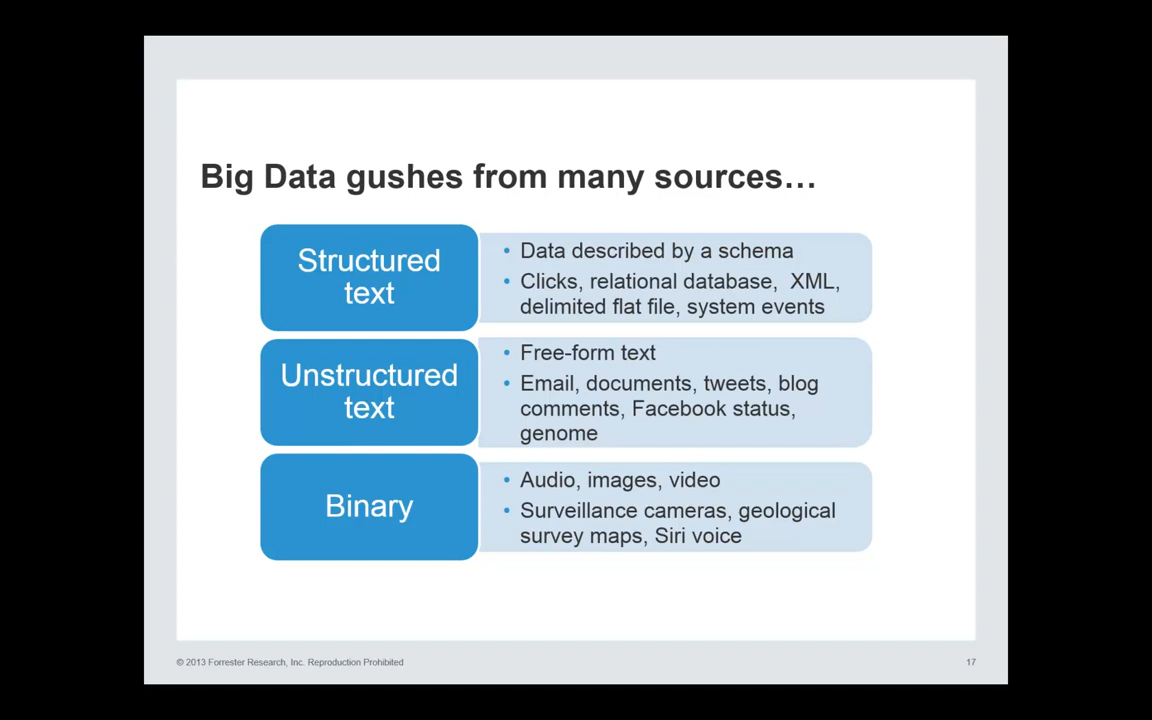 Big Data gushes from many sources…
Structured
text
• Data described by a schema
• Clicks, relational database,  XML,
delimited flat file, system events
Unstructured
text
• Free-form text
• Email, documents, tweets, blog
comments, Facebook status,
genome
Binary
• Audio, images, video
• Surveillance cameras, geological
survey maps, Siri voice
© 2013 Forrester Research, Inc. Reproduction Prohibited
17